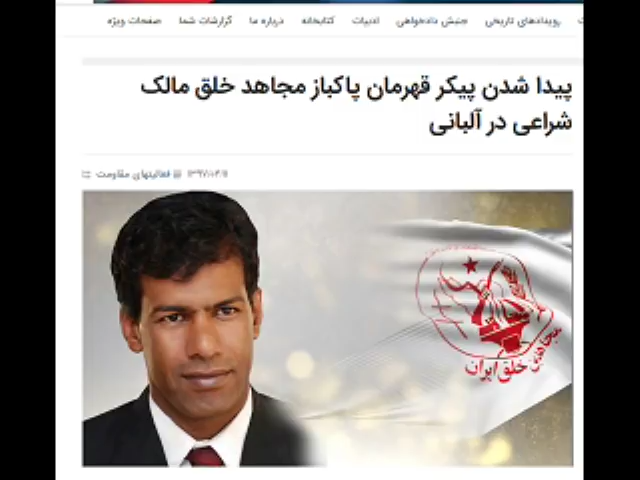 رویدادهای تاریخی جنبش دادخواهی ادبیات کتابخانه درباره ما گزارشات شما صفحات ویژه
پیدا شدن پیکر قهرمان پاکباز مجاهد خلق مالک
شراعی در آلبانی
فعالیتهای مقاومت
مجاهدین خلق ایران